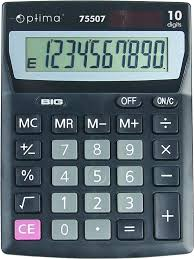 optima 75507 10 digits
E 1234567890.
BIG OFF ON/C
MC MR M- M+ ÷
+/- 7 8 9 ×
% 4 5 6 -
√ 1 2 3 +
CE 0 . =